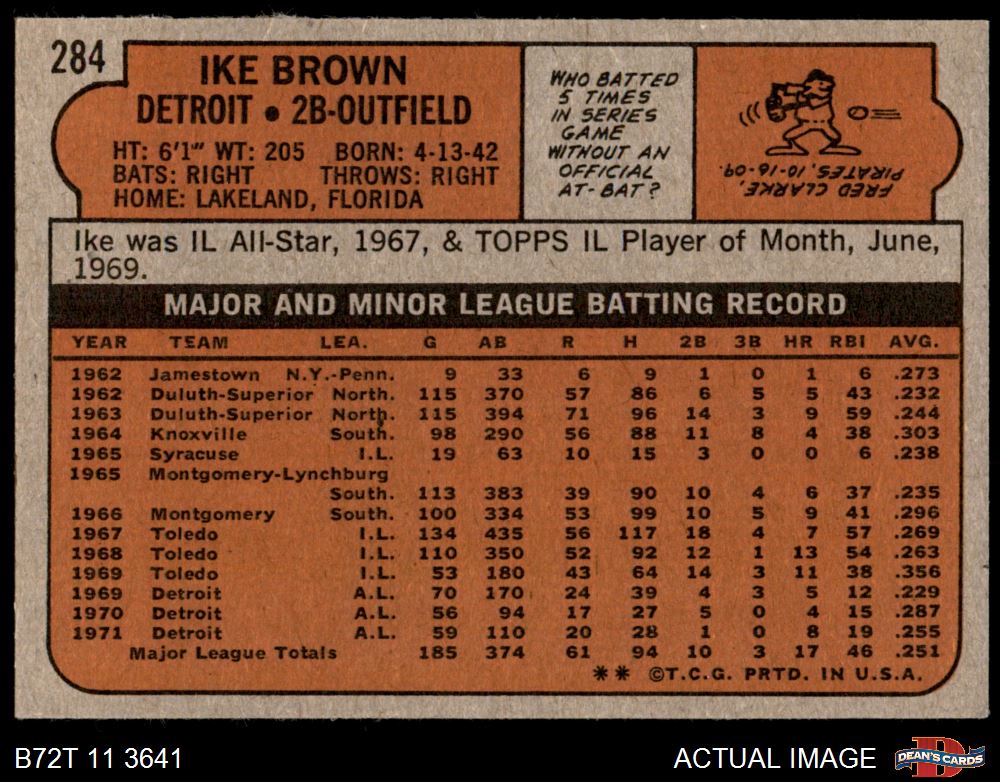 284
IKE BROWN
DETROIT • 2B-OUTFIELD
HT: 6'1" WT: 205 BORN: 4-13-42
BATS: RIGHT THROWS: RIGHT
HOME: LAKELAND, FLORIDA
WHO BATTED
5 TIMES
IN SERIES
GAME
WITHOUT AN
OFFICIAL
AT-BAT?
FRED CLARKE,
PIRATES, 10-16-09.
Ike was IL All-Star, 1967, & TOPPS IL Player of Month, June,
1969.
MAJOR AND MINOR LEAGUE BATTING RECORD
YEAR TEAM LEA. G AB R H 2B 3B HR RBI AVG.
1962 Jamestown N.Y.-Penn. 9 33 6 9 1 0 1 6 .273
1962 Duluth-Superior North. 115 370 57 86 6 5 5 43 .232
1963 Duluth-Superior North. 115 394 71 96 14 3 9 59 .244
1964 Knoxville South. 98 290 56 88 11 8 4 38 .303
1965 Syracuse I.L. 19 63 10 15 3 0 0 6 .238
1965 Montgomery-Lynchburg
South. 113 383 39 90 10 4 6 37 .235
1966 Montgomery South. 100 334 53 99 10 5 9 41 .296
1967 Toledo I.L. 134 435 56 117 18 4 7 57 .269
1968 Toledo I.L. 110 350 52 92 12 1 13 54 .263
1969 Toledo I.L. 53 180 43 64 14 3 11 38 .356
1969 Detroit A.L. 70 170 24 39 4 3 5 12 .229
1970 Detroit A.L. 56 94 17 27 5 0 4 15 .287
1971 Detroit A.L. 59 110 20 28 1 0 8 19 .255
Major League Totals 185 374 61 94 10 3 17 46 .251
** ©T.C.G. PRTD. IN U.S.A.
B72T 11 3641
ACTUAL IMAGE
D
DEAN'S CARDS